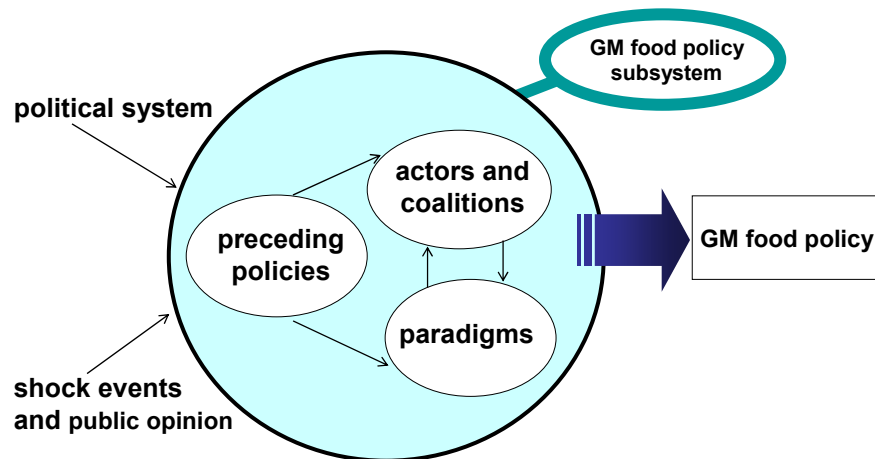 GM food policy
subsystem
political system
actors and
coalitions
preceding
policies
GM food policy
paradigms
shock events
and public opinion